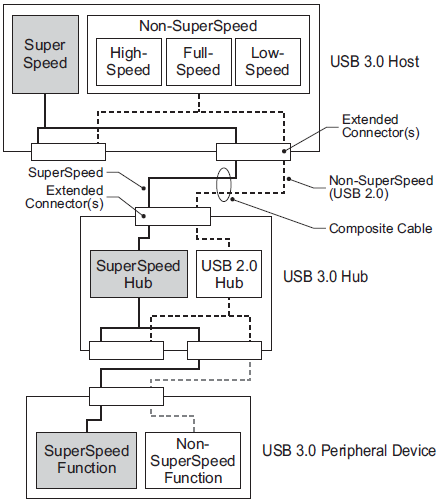 Non-SuperSpeed
Super
Speed
High-
Speed
Full-
Speed
Low-
Speed
USB 3.0 Host
Extended
Connector(s)
SuperSpeed
Extended
Connector(s)
Non-SuperSpeed
(USB 2.0)
Composite Cable
SuperSpeed
Hub
USB 2.0
Hub
USB 3.0 Hub
SuperSpeed
Function
Non-
SuperSpeed
Function
USB 3.0 Peripheral Device